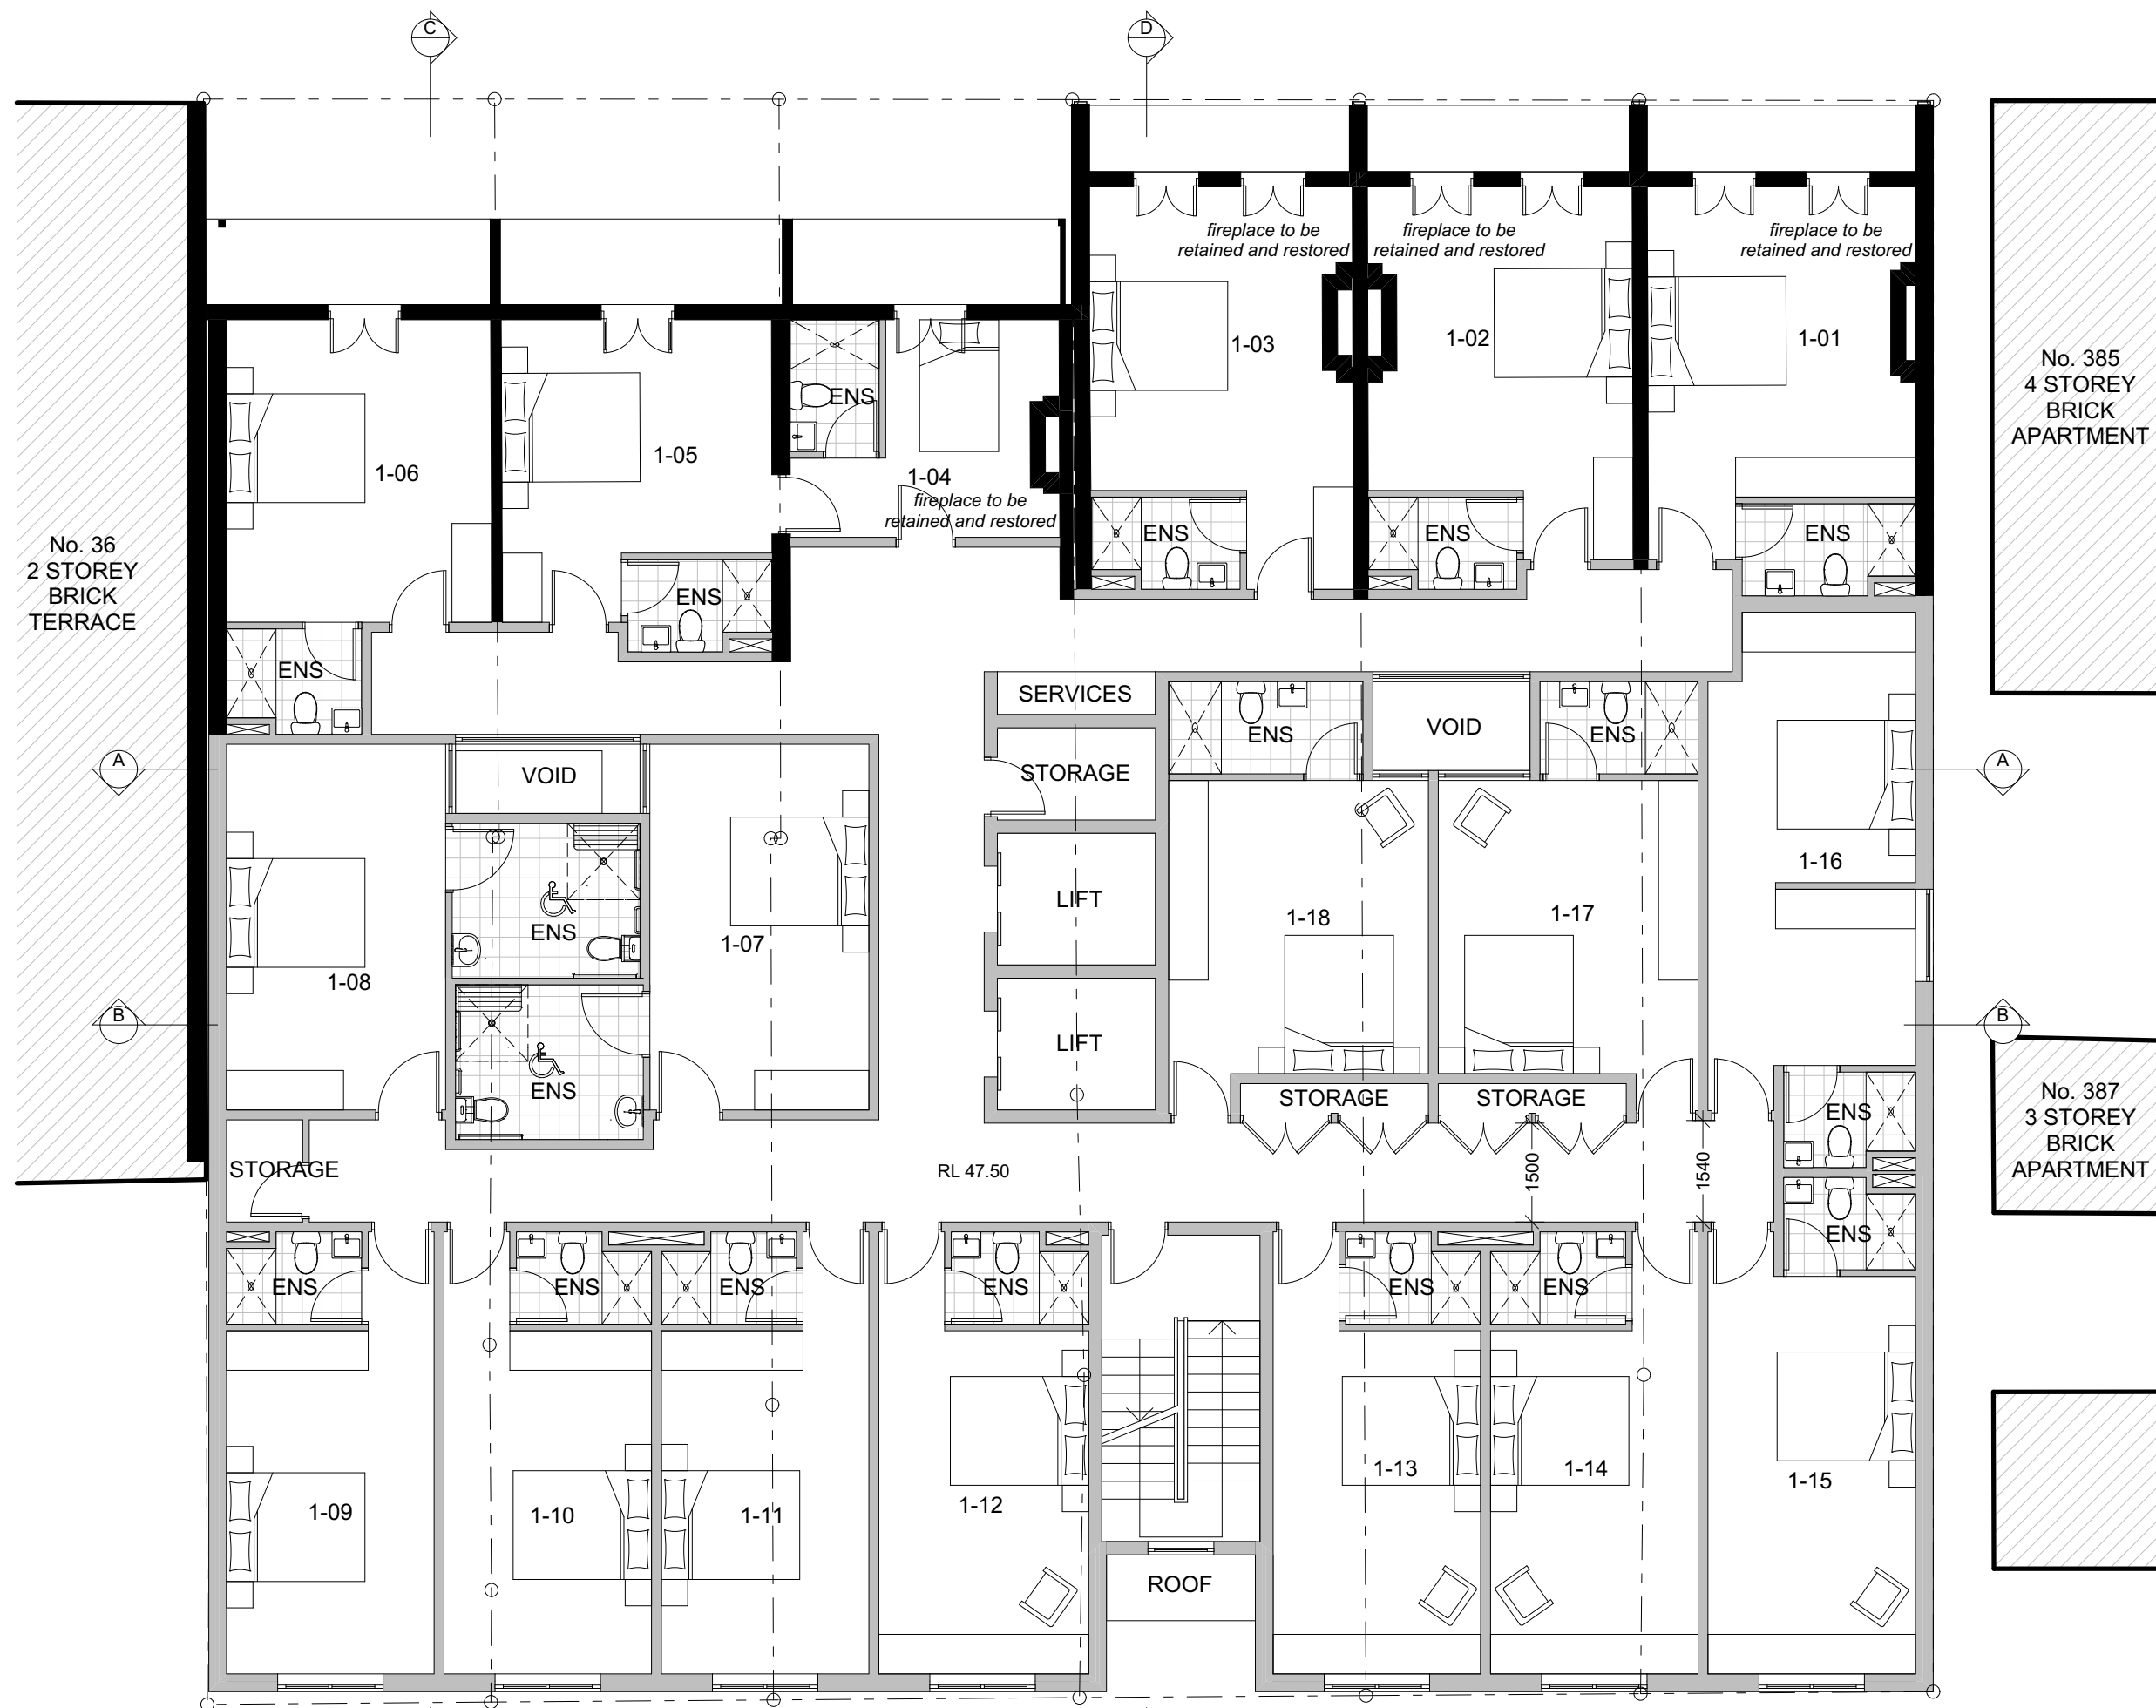 C
D
fireplace to be
retained and restored
fireplace to be
retained and restored
fireplace to be
retained and restored
1-03
1-02
1-01
No. 385
4 STOREY
BRICK
APARTMENT
ENS
1-06
1-05
1-04
fireplace to be
retained and restored
ENS
ENS
ENS
No. 36
2 STOREY
BRICK
TERRACE
ENS
ENS
SERVICES
VOID
ENS
ENS
A
VOID
STORAGE
A
1-16
LIFT
1-18
1-17
ENS
1-07
1-08
B
B
LIFT
ENS
STORAGE
STORAGE
ENS
No. 387
3 STOREY
BRICK
APARTMENT
STORAGE
RL 47.50
1500
1540
ENS
ENS
ENS
ENS
ENS
ENS
ENS
1-13
1-14
1-15
1-09
1-10
1-11
1-12
ROOF